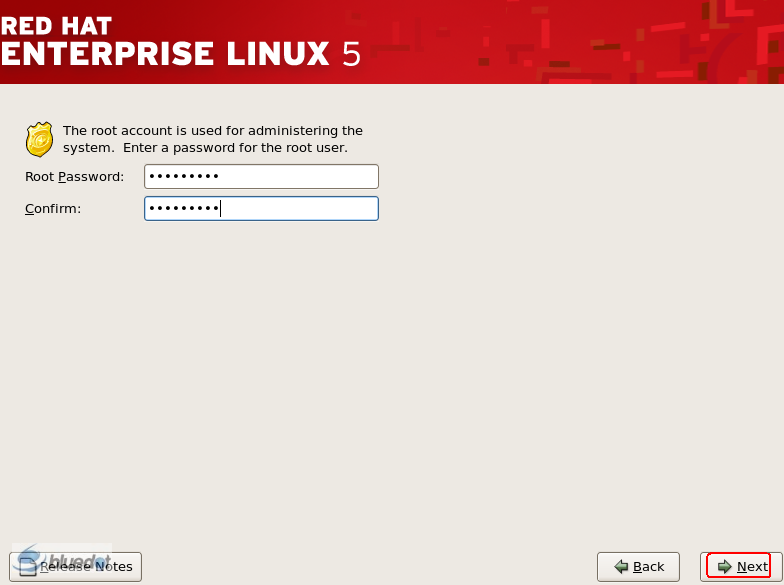 RED HAT
ENTERPRISE LINUX 5
The root account is used for administering the
system.  Enter a password for the root user.
Root Password: •••••••••
Confirm: •••••••••
Release Notes
bluedot
Back
Next